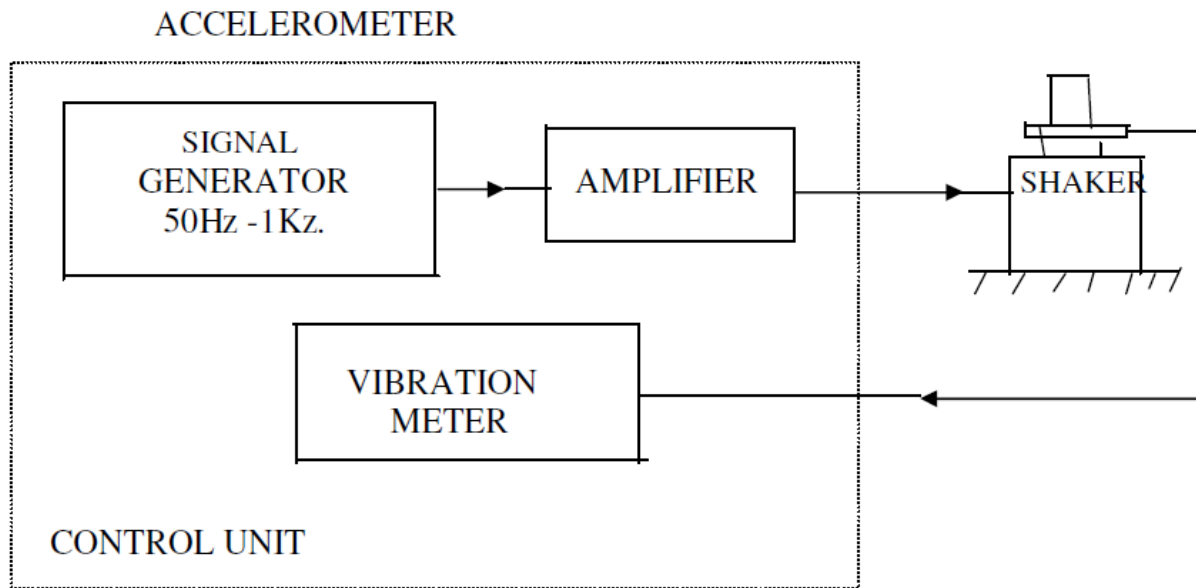 ACCELEROMETER
SIGNAL
GENERATOR
50Hz -1Kz.
AMPLIFIER
SHAKER
VIBRATION
METER
CONTROL UNIT